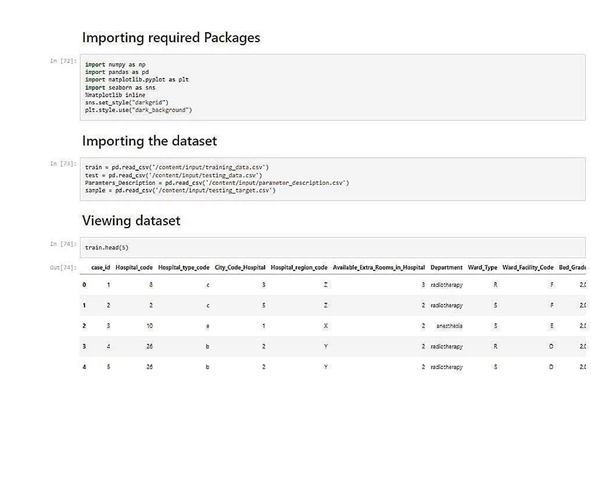 Importing required Packages
In [72]:
import numpy as np
import pandas as pd
import matplotlib.pyplot as plt
import seaborn as sns
%matplotlib inline
sns.set_style("darkgrid")
plt.style.use("dark_background")
Importing the dataset
In [73]:
train = pd.read_csv('/content/input/training_data.csv')
test = pd.read_csv('/content/input/testing_data.csv')
Paramters_Description = pd.read_csv('/content/input/parameter_description.csv')
sample = pd.read_csv('/content/input/testing_target.csv')
Viewing dataset
In [74]:
train.head(5)
Out[74]:
case_id Hospital_code Hospital_type_code City_Code_Hospital Hospital_region_code Available_Extra_Rooms_in_Hospital Department Ward_Type Ward_Facility_Code Bed_Grade
0 1 8 c 3 Z 3 radiotherapy R F 2.0
1 2 2 c 5 Z 2 radiotherapy S F 2.0
2 3 10 e 1 X 2 anesthesia S E 2.0
3 4 26 b 2 Y 2 radiotherapy R D 2.0
4 5 26 b 2 Y 2 radiotherapy S D 2.0